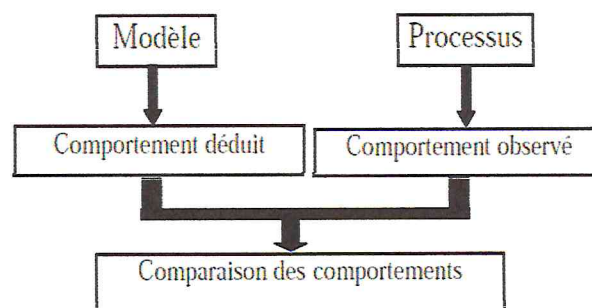 Modèle
Processus
Comportement déduit
Comportement observé
Comparaison des comportements